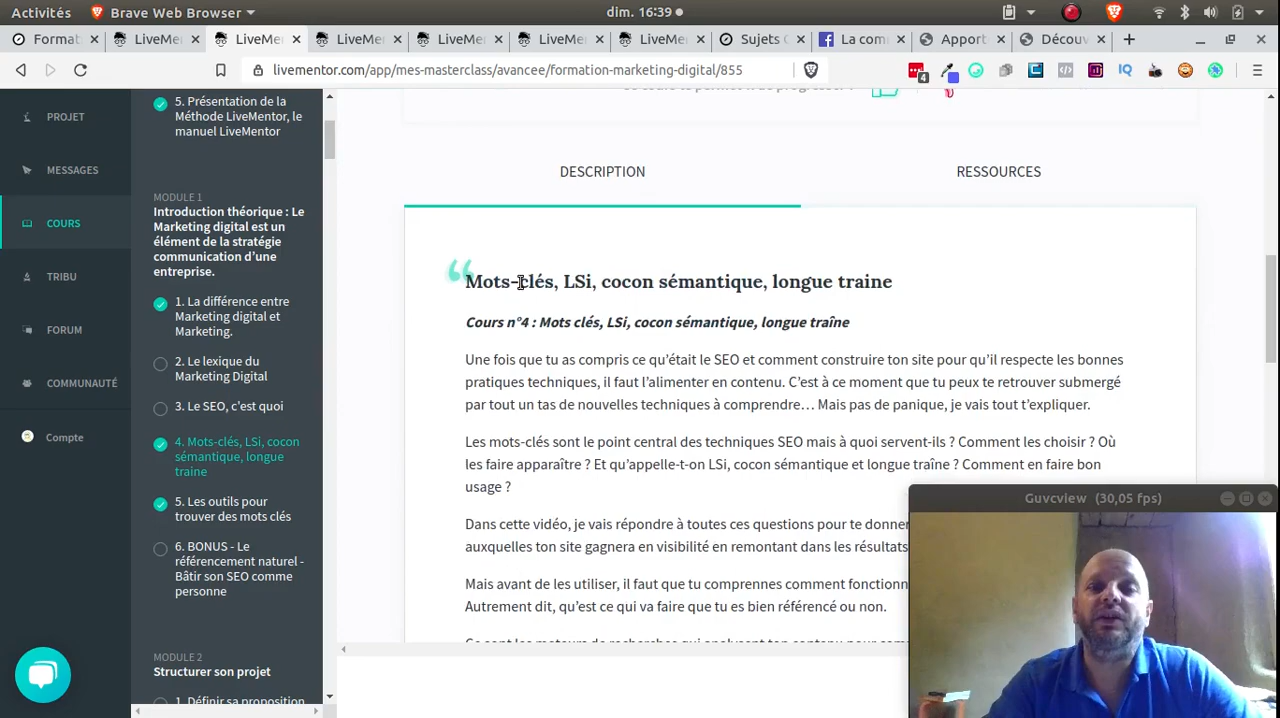 Activités
Brave Web Browser
dim. 16:39
Format
LiveMen
LiveMen
LiveMen
LiveMen
LiveMen
LiveMen
Sujets C
La com
Apport
Découv
livementor.com/app/mes-masterclass/avancee/formation-marketing-digital/855
4
IQ
PROJET
MESSAGES
COURS
TRIBU
FORUM
COMMUNAUTÉ
Compte
5. Présentation de la
Méthode LiveMentor, le
manuel LiveMentor
MODULE 1
Introduction théorique : Le
Marketing digital est un
élément de la stratégie
communication d'une
entreprise.
1. La différence entre
Marketing digital et
Marketing.
2. Le lexique du
Marketing Digital
3. Le SEO, c'est quoi
4. Mots-clés, LSi, cocon
sémantique, longue
traine
5. Les outils pour
trouver des mots clés
6. BONUS - Le
référencement naturel -
Bâtir son SEO comme
personne
MODULE 2
Structurer son projet
1. Définir sa proposition
DESCRIPTION
RESSOURCES
Mots-clés, LSi, cocon sémantique, longue traine
Cours n°4 : Mots clés, LSi, cocon sémantique, longue traîne
Une fois que tu as compris ce qu'était le SEO et comment construire ton site pour qu'il respecte les bonnes
pratiques techniques, il faut l'alimenter en contenu. C'est à ce moment que tu peux te retrouver submergé
par tout un tas de nouvelles techniques à comprendre… Mais pas de panique, je vais tout t'expliquer.
Les mots-clés sont le point central des techniques SEO mais à quoi servent-ils ? Comment les choisir ? Où
les faire apparaître ? Et qu'appelle-t-on LSi, cocon sémantique et longue traîne ? Comment en faire bon
usage ?
Dans cette vidéo, je vais répondre à toutes ces questions pour te donner
auxquelles ton site gagnera en visibilité en remontant dans les résultats
Mais avant de les utiliser, il faut que tu comprennes comment fonctionn
Autrement dit, qu'est ce qui va faire que tu es bien référencé ou non.
Guvcview (30,05 fps)